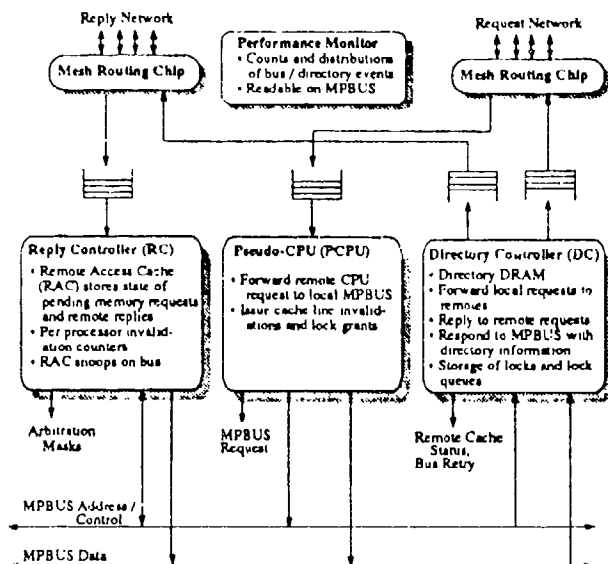 Reply Network
Request Network
Mesh Routing Chip
Performance Monitor
• Counts and distributions
of bus / directory events
• Readable on MPBUS
Mesh Routing Chip
Reply Controller (RC)
• Remote Access Cache
(RAC) stores state of
pending memory requests
and remote replies
• Per processor invalid-
ation counters
• RAC snoops on bus
Pseudo-CPU (PCPU)
• Forward remote CPU
request to local MPBUS
• Issue cache line invalid-
ations and lock grants
Directory Controller (DC)
• Directory DRAM
• Forward local requests to
remotes
• Reply to remote requests
• Respond to MPBUS with
directory information
• Storage of locks and lock
queues
Arbitration
Masks
MPBUS
Request
Remote Cache
Status,
Bus Retry
MPBUS Address /
Control
MPBUS Data